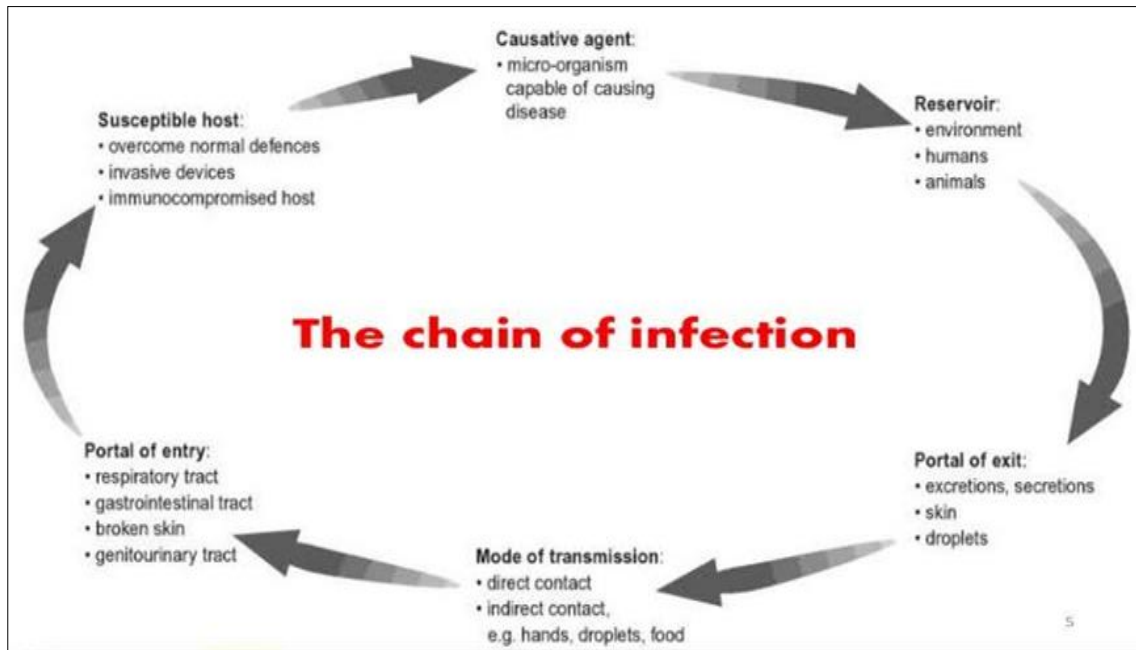 Causative agent:
• micro-organism
capable of causing
disease
Reservoir:
• environment
• humans
• animals
Portal of exit:
• excretions, secretions
• skin
• droplets
Mode of transmission:
• direct contact
• indirect contact,
e.g. hands, droplets, food
Portal of entry:
• respiratory tract
• gastrointestinal tract
• broken skin
• genitourinary tract
Susceptible host:
• overcome normal defences
• invasive devices
• immunocompromised host
The chain of infection
5